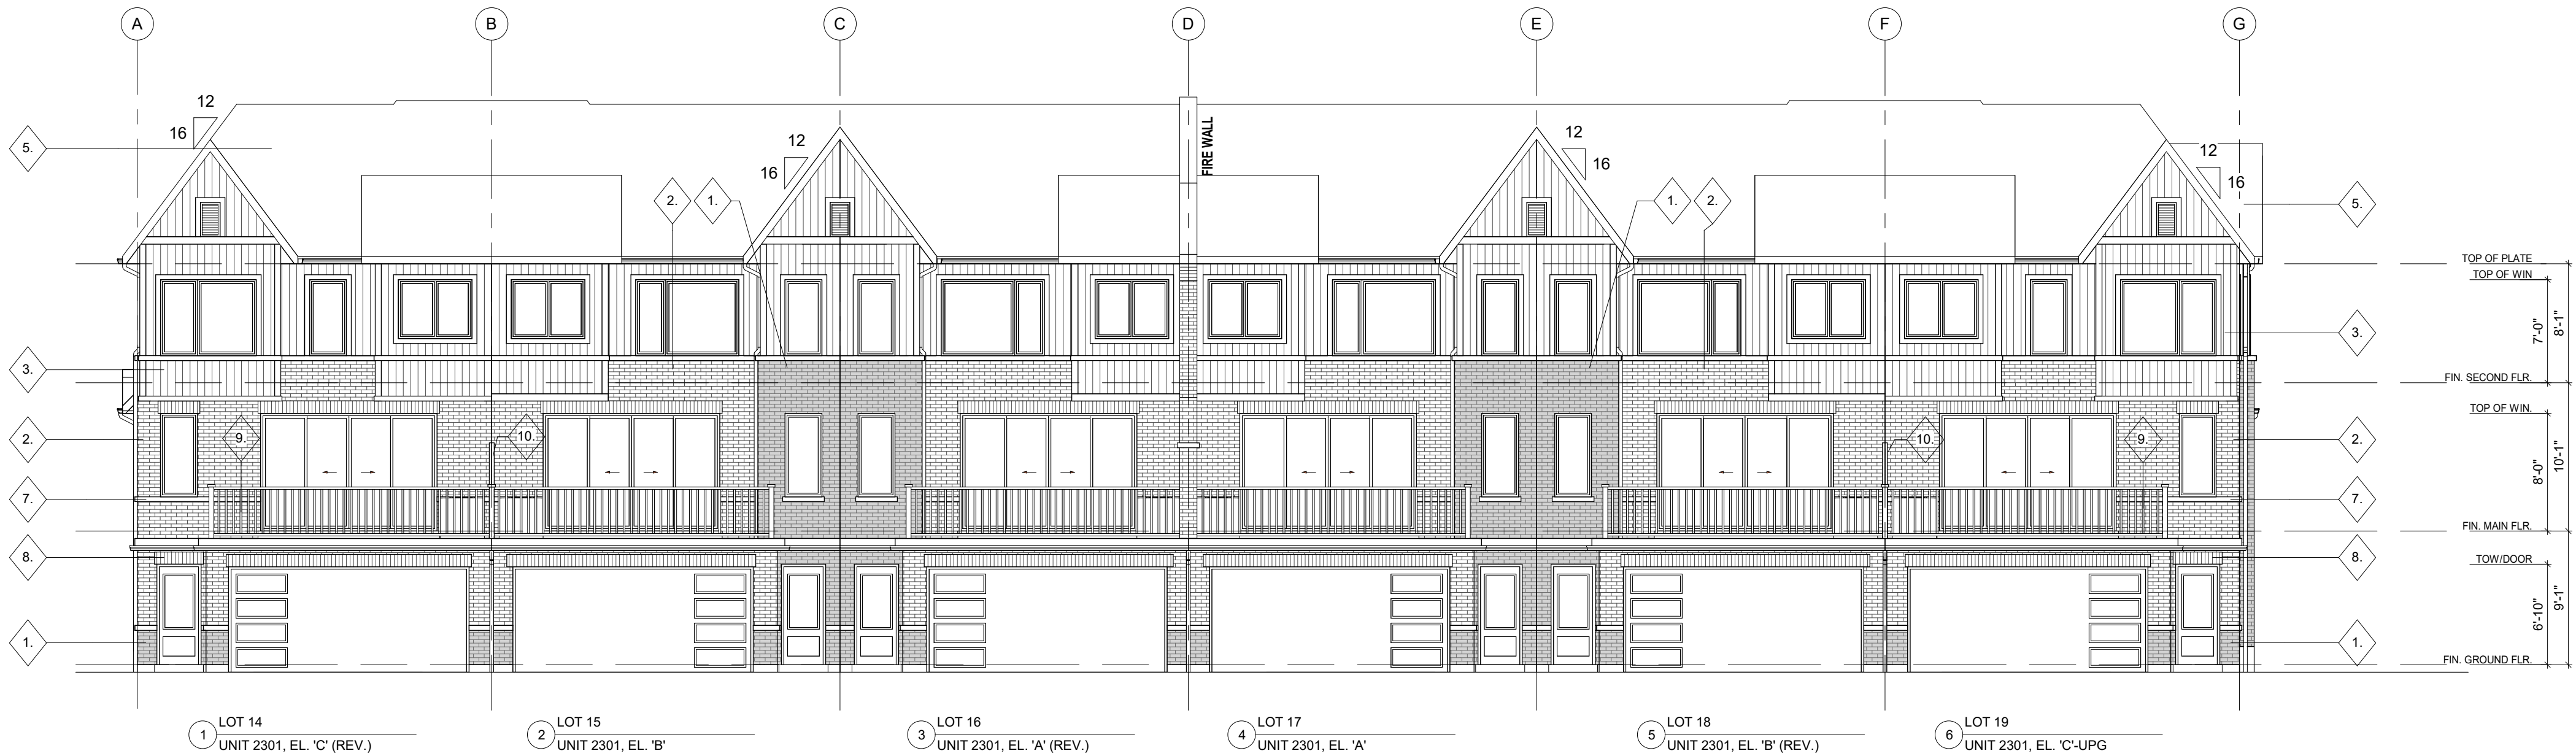 A B C D E F G
12
16
12
16
FIRE WALL
12
16
12
16
5.
2. 1.
1. 2.
5.
TOP OF PLATE
TOP OF WIN
7'-0"
8'-1"
3.
3.
FIN. SECOND FLR.
TOP OF WIN.
2.
9.
10.
10.
9.
2.
8'-0"
10'-1"
7.
7.
FIN. MAIN FLR.
8.
8.
TOW/DOOR
6'-10"
9'-1"
1.
1.
FIN. GROUND FLR.
1 LOT 14
UNIT 2301, EL. 'C' (REV.)
2 LOT 15
UNIT 2301, EL. 'B'
3 LOT 16
UNIT 2301, EL. 'A' (REV.)
4 LOT 17
UNIT 2301, EL. 'A'
5 LOT 18
UNIT 2301, EL. 'B' (REV.)
6 LOT 19
UNIT 2301, EL. 'C'-UPG